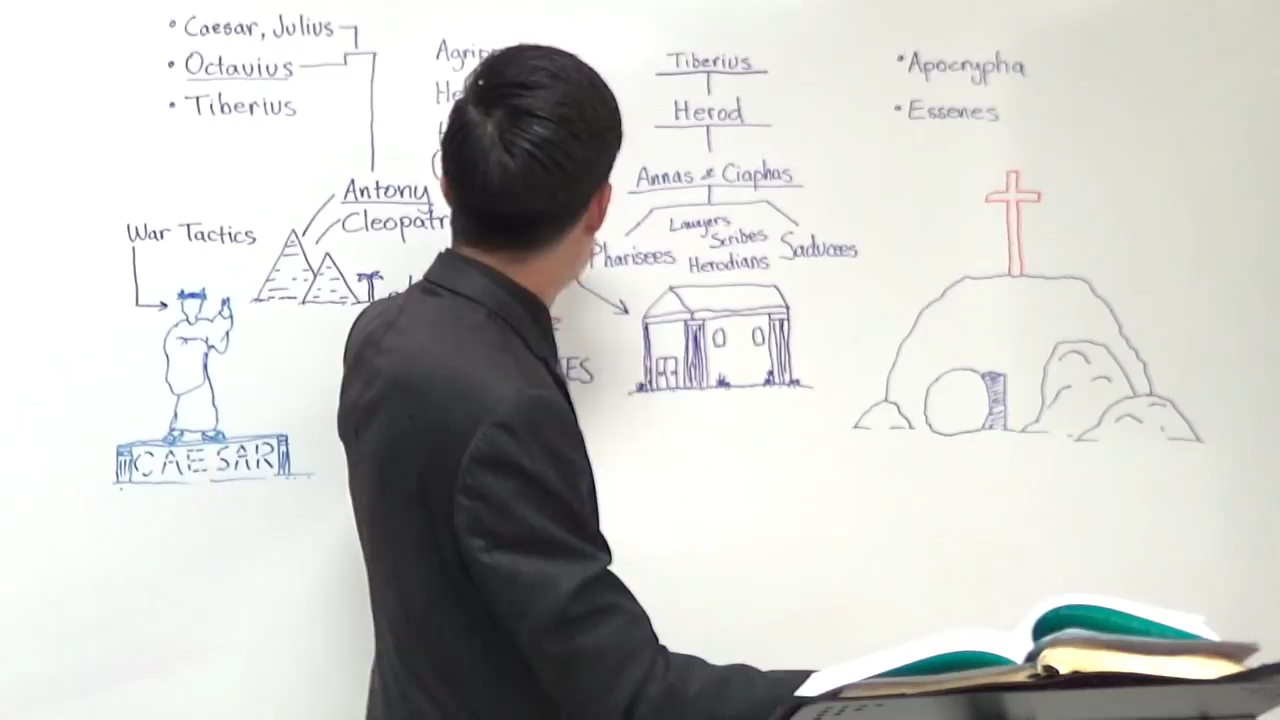 • Caesar, Julius
• Octavius
• Tiberius
Antony
War Tactics
CAESAR
Tiberius
Herod
Annas & Ciaphas
Lawyers
Scribes
Pharisees
Herodians
Saducees
• Apocrypha
• Essenes